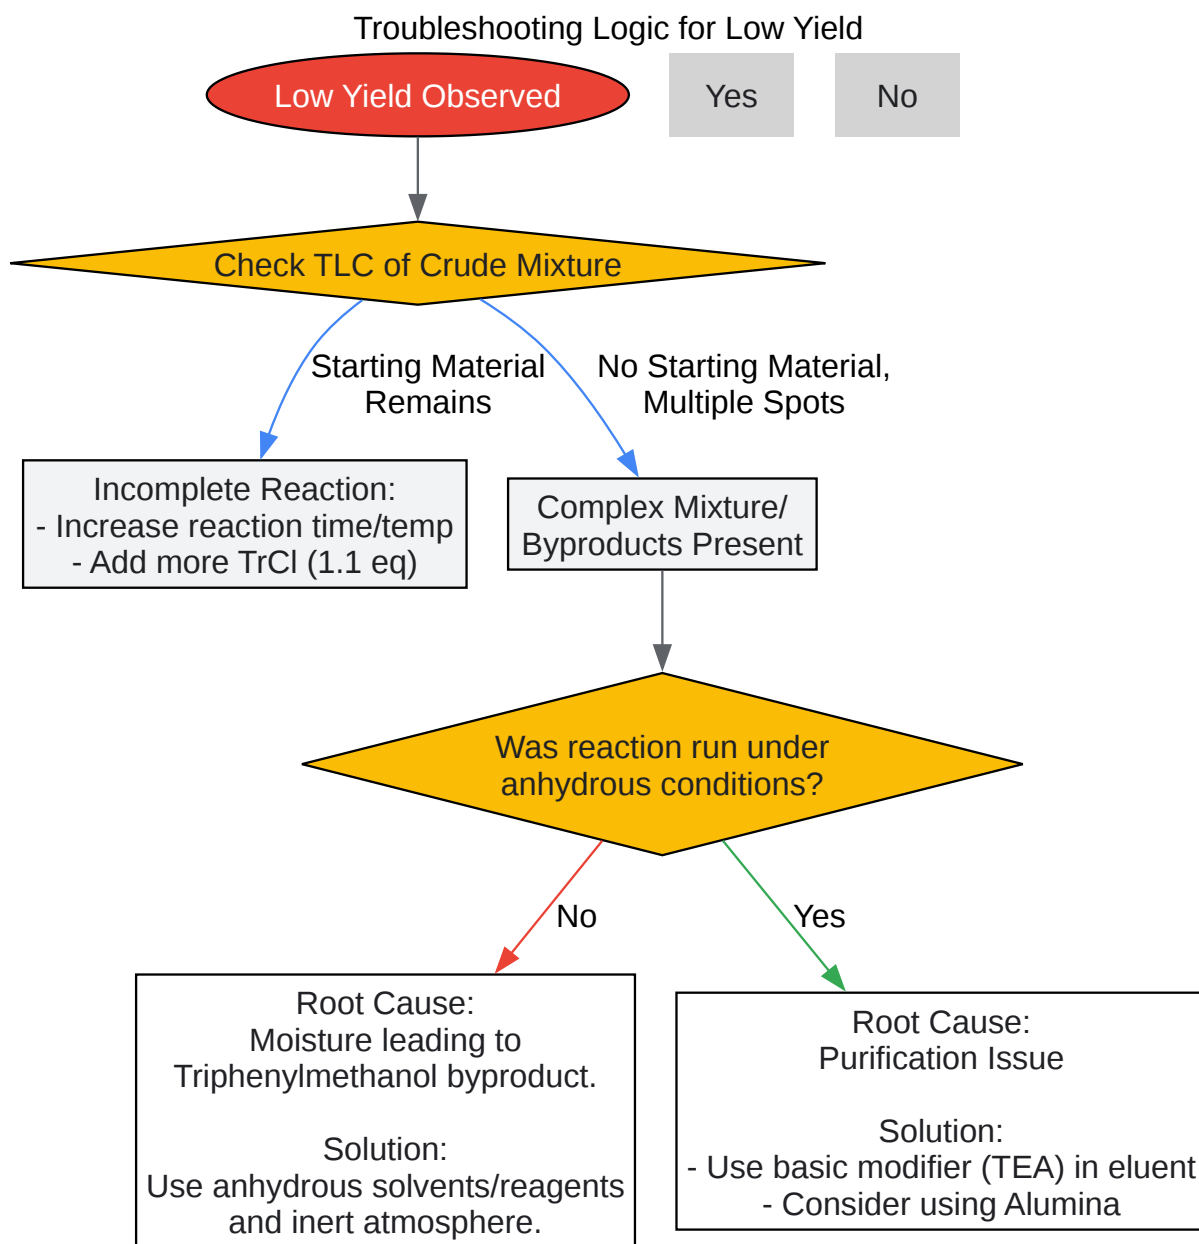 Troubleshooting Logic for Low Yield
Low Yield Observed
Yes
No
Check TLC of Crude Mixture
Starting Material
Remains
No Starting Material,
Multiple Spots
Incomplete Reaction:
- Increase reaction time/temp
- Add more TrCl (1.1 eq)
Complex Mixture/
Byproducts Present
Was reaction run under
anhydrous conditions?
No
Yes
Root Cause:
Moisture leading to
Triphenylmethanol byproduct.
Solution:
Use anhydrous solvents/reagents
and inert atmosphere.
Root Cause:
Purification Issue
Solution:
- Use basic modifier (TEA) in eluent
- Consider using Alumina